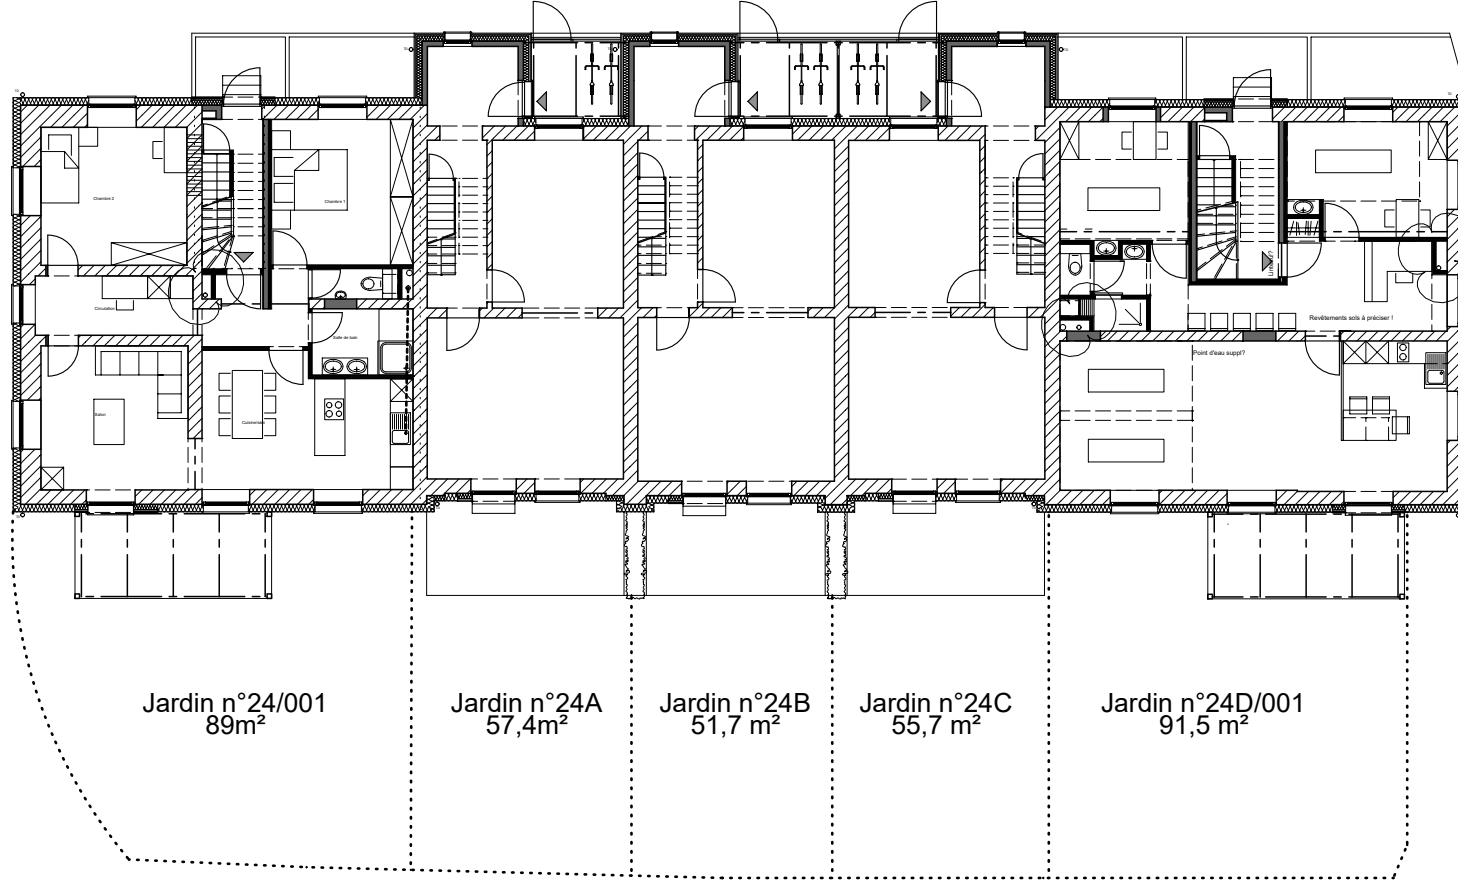 Chambre 2
Chambre 1
Circulation
Revêtements sols à préciser !
Salle de bain
Point d'eau suppl?
Salon
Jardin n°24/001
89m²
Jardin n°24A
57,4m²
Jardin n°24B
51,7 m²
Jardin n°24C
55,7 m²
Jardin n°24D/001
91,5 m²